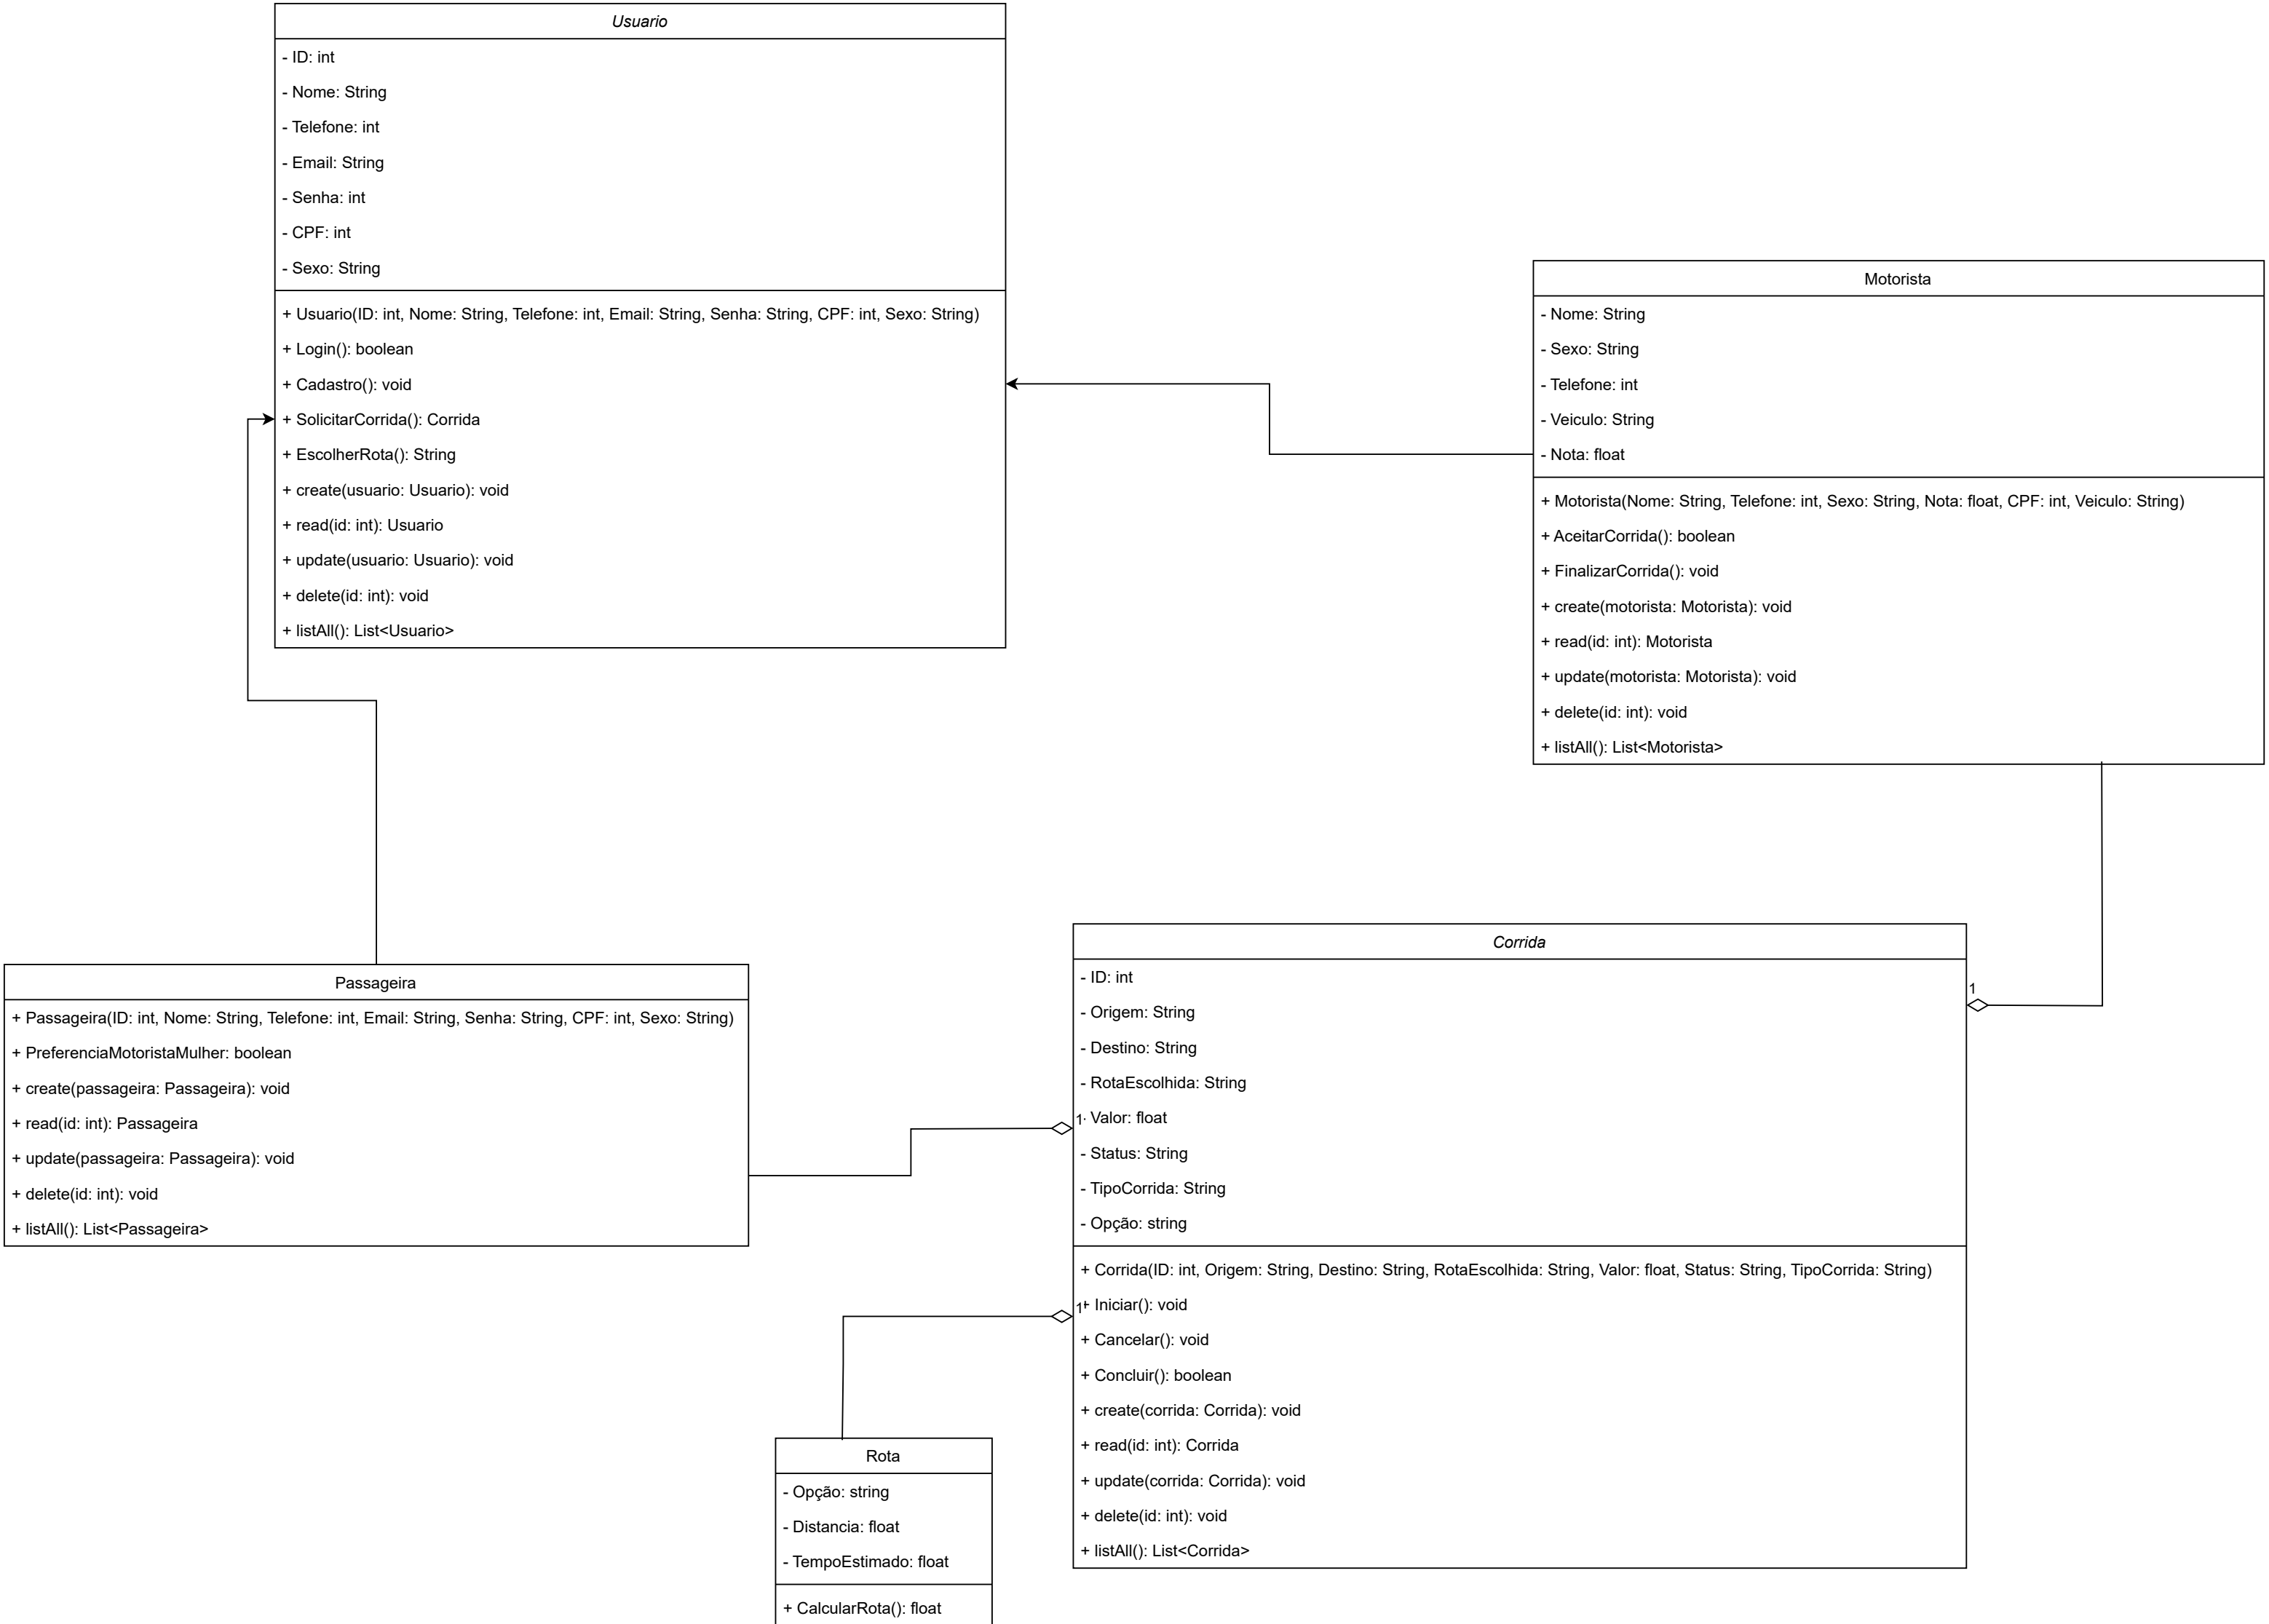 Usuario
- ID: int
- Nome: String
- Telefone: int
- Email: String
- Senha: int
- CPF: int
- Sexo: String
+ Usuario(ID: int, Nome: String, Telefone: int, Email: String, Senha: String, CPF: int, Sexo: String)
+ Login(): boolean
+ Cadastro(): void
+ SolicitarCorrida(): Corrida
+ EscolherRota(): String
+ create(usuario: Usuario): void
+ read(id: int): Usuario
+ update(usuario: Usuario): void
+ delete(id: int): void
+ listAll(): List<Usuario>
Motorista
- Nome: String
- Sexo: String
- Telefone: int
- Veiculo: String
- Nota: float
+ Motorista(Nome: String, Telefone: int, Sexo: String, Nota: float, CPF: int, Veiculo: String)
+ AceitarCorrida(): boolean
+ FinalizarCorrida(): void
+ create(motorista: Motorista): void
+ read(id: int): Motorista
+ update(motorista: Motorista): void
+ delete(id: int): void
+ listAll(): List<Motorista>
Passageira
+ Passageira(ID: int, Nome: String, Telefone: int, Email: String, Senha: String, CPF: int, Sexo: String)
+ PreferenciaMotoristaMulher: boolean
+ create(passageira: Passageira): void
+ read(id: int): Passageira
+ update(passageira: Passageira): void
+ delete(id: int): void
+ listAll(): List<Passageira>
Corrida
- ID: int
1
- Origem: String
- Destino: String
- RotaEscolhida: String
1
- Valor: float
- Status: String
- TipoCorrida: String
- Opção: string
+ Corrida(ID: int, Origem: String, Destino: String, RotaEscolhida: String, Valor: float, Status: String, TipoCorrida: String)
1
+ Iniciar(): void
+ Cancelar(): void
+ Concluir(): boolean
+ create(corrida: Corrida): void
+ read(id: int): Corrida
+ update(corrida: Corrida): void
+ delete(id: int): void
+ listAll(): List<Corrida>
Rota
- Opção: string
- Distancia: float
- TempoEstimado: float
+ CalcularRota(): float